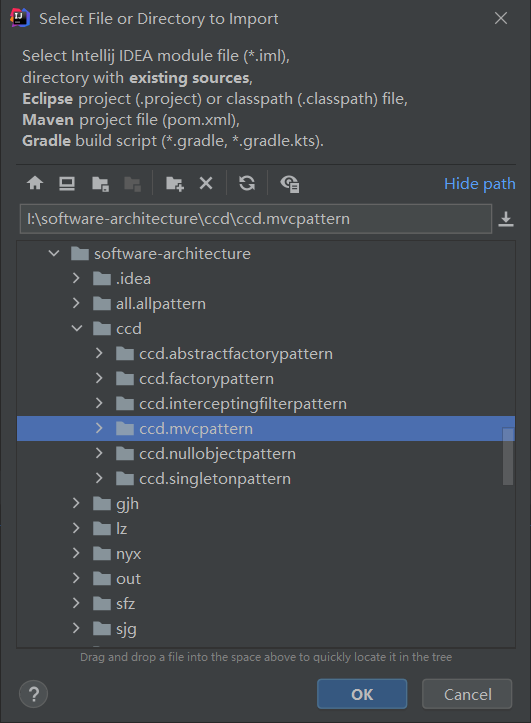 Select File or Directory to Import
Select Intellij IDEA module file (*.iml),
directory with existing sources,
Eclipse project (.project) or classpath (.classpath) file,
Maven project file (pom.xml),
Gradle build script (*.gradle, *.gradle.kts).
Hide path
I:\software-architecture\ccd\ccd.mvcpattern
software-architecture
.idea
all.allpattern
ccd
ccd.abstractfactorypattern
ccd.factorypattern
ccd.interceptingfilterpattern
ccd.mvcpattern
ccd.nullobjectpattern
ccd.singletonpattern
gjh
lz
nyx
out
sfz
sjg
Drag and drop a file into the space above to quickly locate it in the tree
?
OK
Cancel